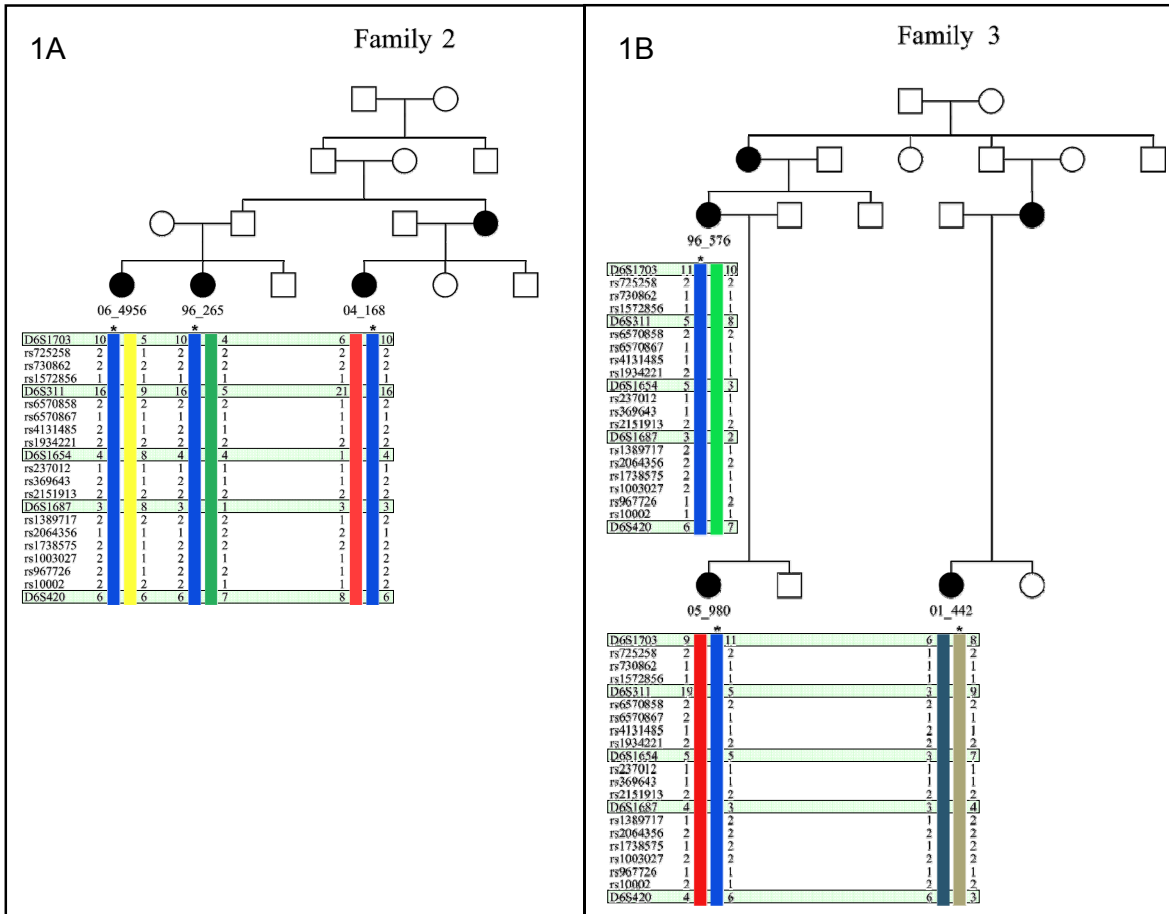 1A
Family 2
06_4956 96_265 04_168
* * *
D6S1703 10 5 10 4 6 10
rs725258 2 1 2 2 2 2
rs730862 2 2 2 2 2 2
rs1572856 1 1 1 1 1 1
D6S311 16 9 16 5 21 16
rs6570858 2 2 2 2 1 2
rs6570867 1 1 1 1 1 1
rs4131485 2 2 2 1 1 2
rs1934221 2 2 2 2 2 2
D6S1654 4 8 4 4 1 4
rs237012 1 1 1 1 1 1
rs369643 2 1 2 1 1 2
rs2151913 2 2 2 2 2 2
D6S1687 3 8 3 1 3 3
rs1389717 2 2 2 2 1 2
rs2064356 1 1 1 2 2 1
rs1738575 2 1 2 2 2 2
rs1003027 2 1 2 2 1 2
rs967726 2 1 2 1 1 2
rs10002 2 2 2 1 1 2
D6S420 6 6 6 7 8 6
1B
Family 3
96_576
*
D6S1703 11 10
rs725258 2 2
rs730862 1 1
rs1572856 1 1
D6S311 5 8
rs6570858 2 2
rs6570867 1 1
rs4131485 1 1
rs1934221 2 1
D6S1654 5 3
rs237012 1 1
rs369643 1 1
rs2151913 2 2
D6S1687 3 2
rs1389717 2 1
rs2064356 2 2
rs1738575 2 1
rs1003027 2 1
rs967726 1 2
rs10002 1 1
D6S420 6 7
05_980 01_442
* *
D6S1703 9 11 6 8
rs725258 2 2 1 2
rs730862 1 1 1 1
rs1572856 1 1 1 1
D6S311 19 5 3 9
rs6570858 2 2 2 2
rs6570867 2 1 1 1
rs4131485 1 1 2 1
rs1934221 2 2 2 2
D6S1654 5 5 3 7
rs237012 1 1 1 1
rs369643 1 1 1 1
rs2151913 2 2 2 2
D6S1687 4 3 3 4
rs1389717 1 2 1 2
rs2064356 2 2 2 2
rs1738575 1 2 1 2
rs1003027 2 2 2 2
rs967726 1 1 1 1
rs10002 2 1 2 2
D6S420 4 6 6 3